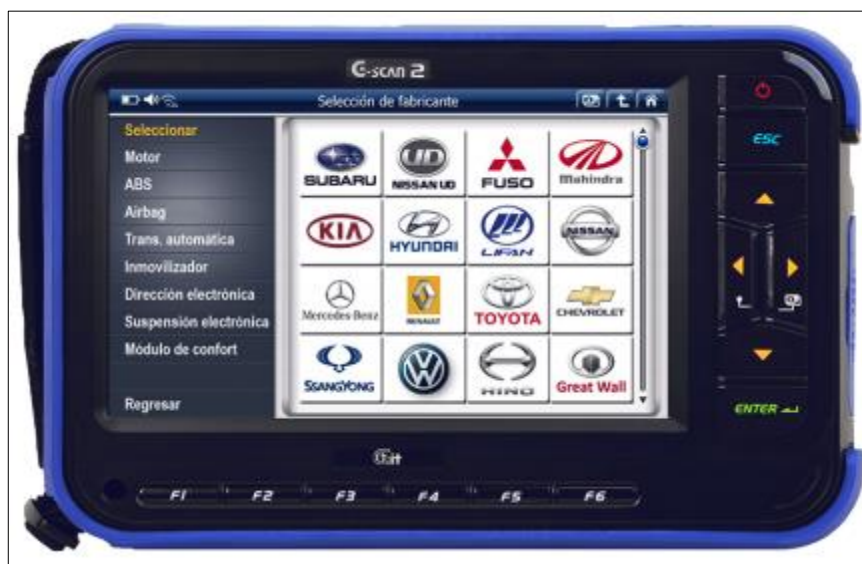 G-scan 2
Selección de fabricante
Seleccionar
Motor
ABS
Airbag
Trans. automática
Inmovilizador
Dirección electrónica
Suspensión electrónica
Módulo de confort
Regresar
SUBARU
UD
NISSAN UD
FUSO
Mahindra
KIA
HYUNDAI
LIFAN
NISSAN
Mercedes-Benz
RENAULT
TOYOTA
CHEVROLET
SSANGYONG
HINO
Great Wall
ESC
ENTER
Git
F1 F2 F3 F4 F5 F6